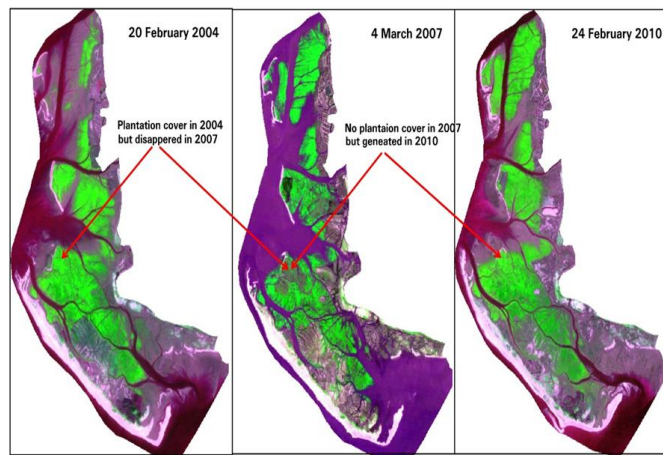 20 February 2004
4 March 2007
24 February 2010
Plantation cover in 2004
but disappered in 2007
No plantaion cover in 2007
but geneated in 2010